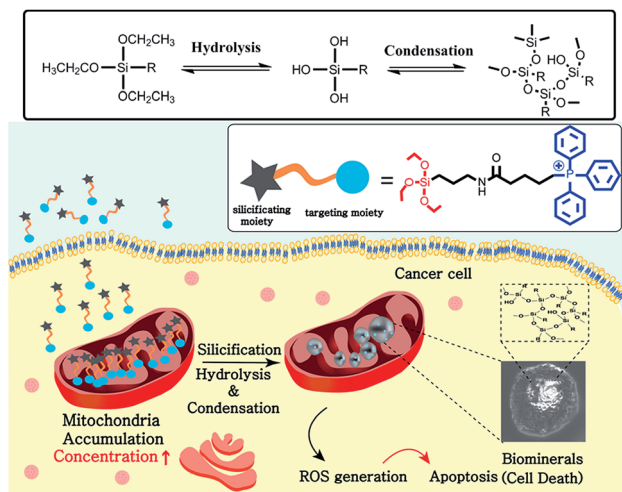 OCH₂CH₃
Hydrolysis
OH
Condensation
H₃CH₂CO Si R
HO Si R
OCH₂CH₃
OH
Si
O
HO O
O Si O Si
R R
O Si O
R
silicificating moiety
targeting moiety
=
O
O Si
O
O
N
H
P
+
Cancer cell
Silicification
Hydrolysis
&
Condensation
Mitochondria
Accumulation
Concentration ↑
ROS generation
Apoptosis
Biominerals
(Cell Death)